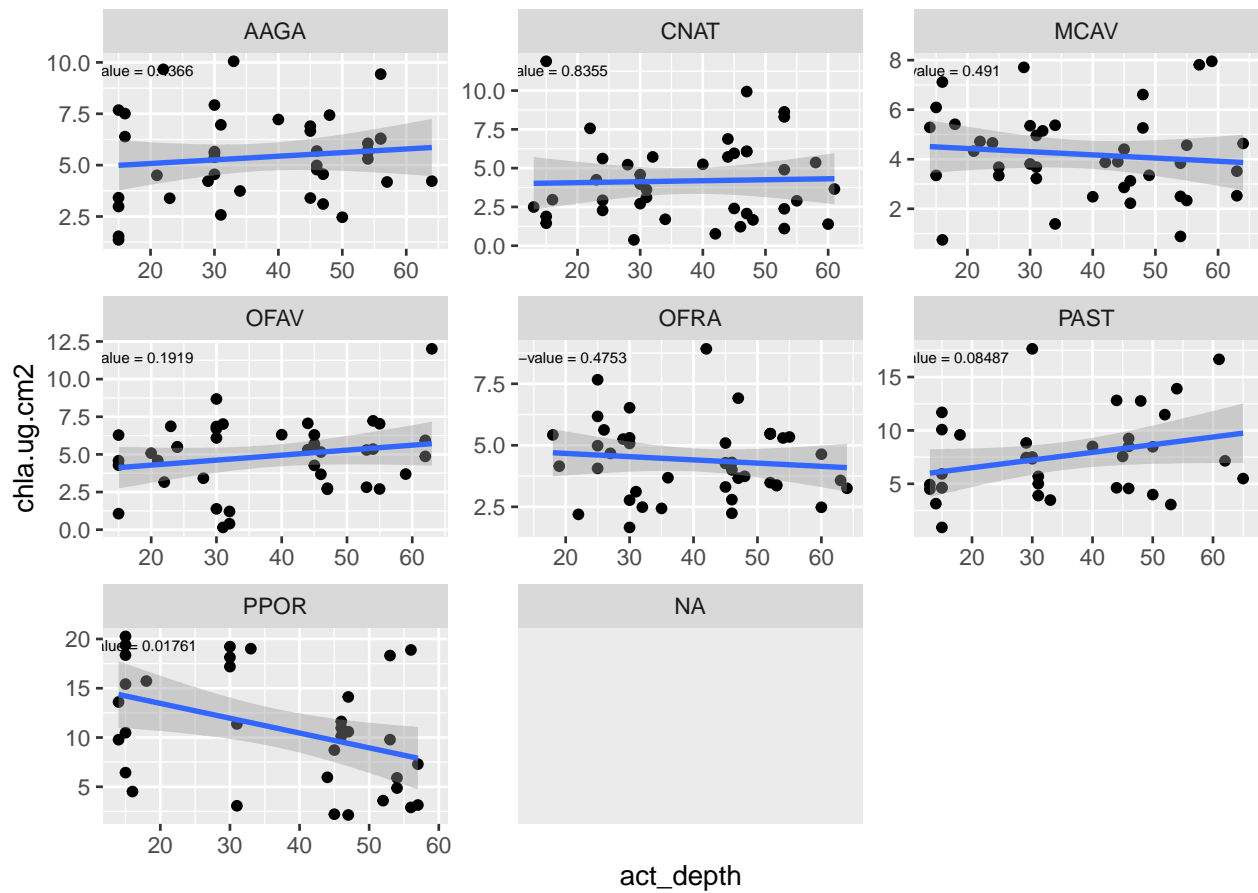 AAGA
CNAT
MCAV
10.0
7.5
5.0
2.5
alue = 0.4366
20 30 40 50 60
10.0
7.5
5.0
2.5
0.0
alue = 0.8355
20 30 40 50 60
8
6
4
2
value = 0.491
20 30 40 50 60
OFAV
OFRA
PAST
12.5
10.0
7.5
5.0
2.5
0.0
alue = 0.1919
20 30 40 50 60
7.5
5.0
2.5
−value = 0.4753
20 30 40 50 60
15
10
5
lue = 0.08487
20 30 40 50 60
PPOR
NA
20
15
10
5
lue = 0.01761
20 30 40 50 60
chla.ug.cm2
act_depth